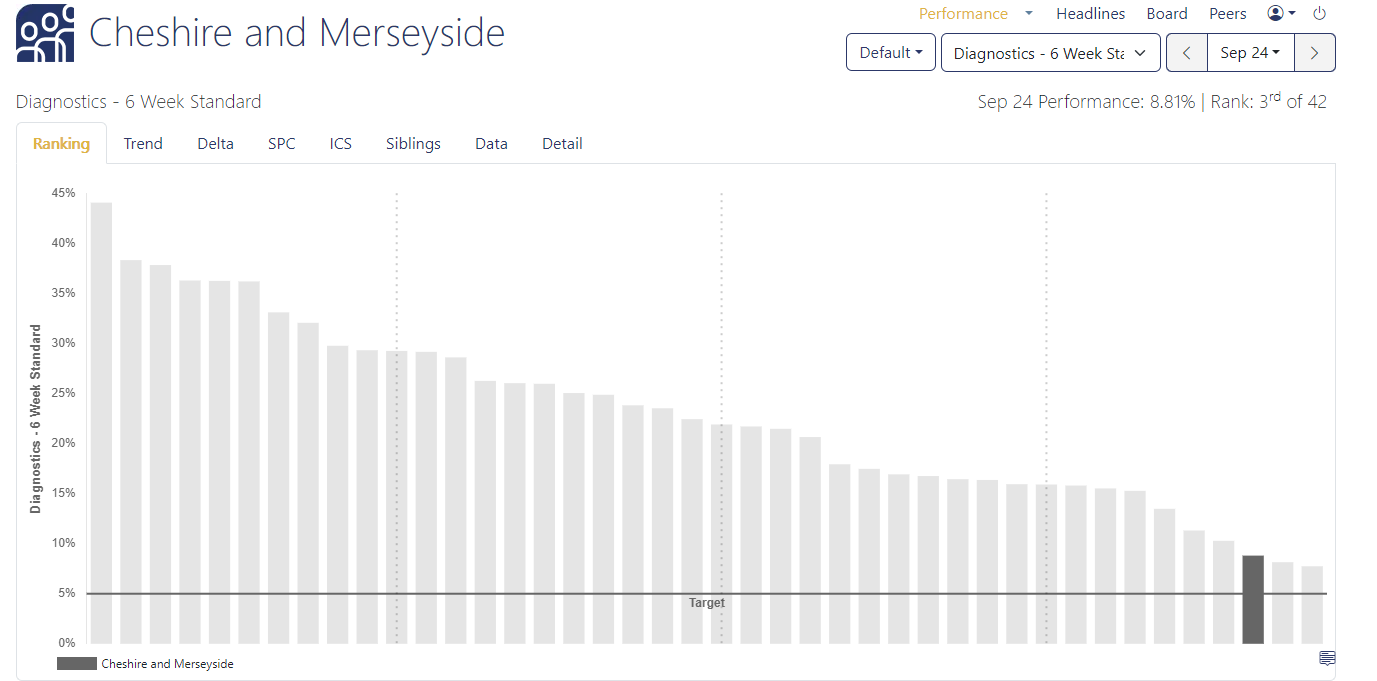 Cheshire and Merseyside
Performance Headlines Board Peers
Default Diagnostics - 6 Week Sta Sep 24
Diagnostics - 6 Week Standard
Sep 24 Performance: 8.81% | Rank: 3rd of 42
Ranking Trend Delta SPC ICS Siblings Data Detail
45%
40%
35%
30%
25%
20%
15%
10%
5%
0%
Diagnostics - 6 Week Standard
Target
Cheshire and Merseyside